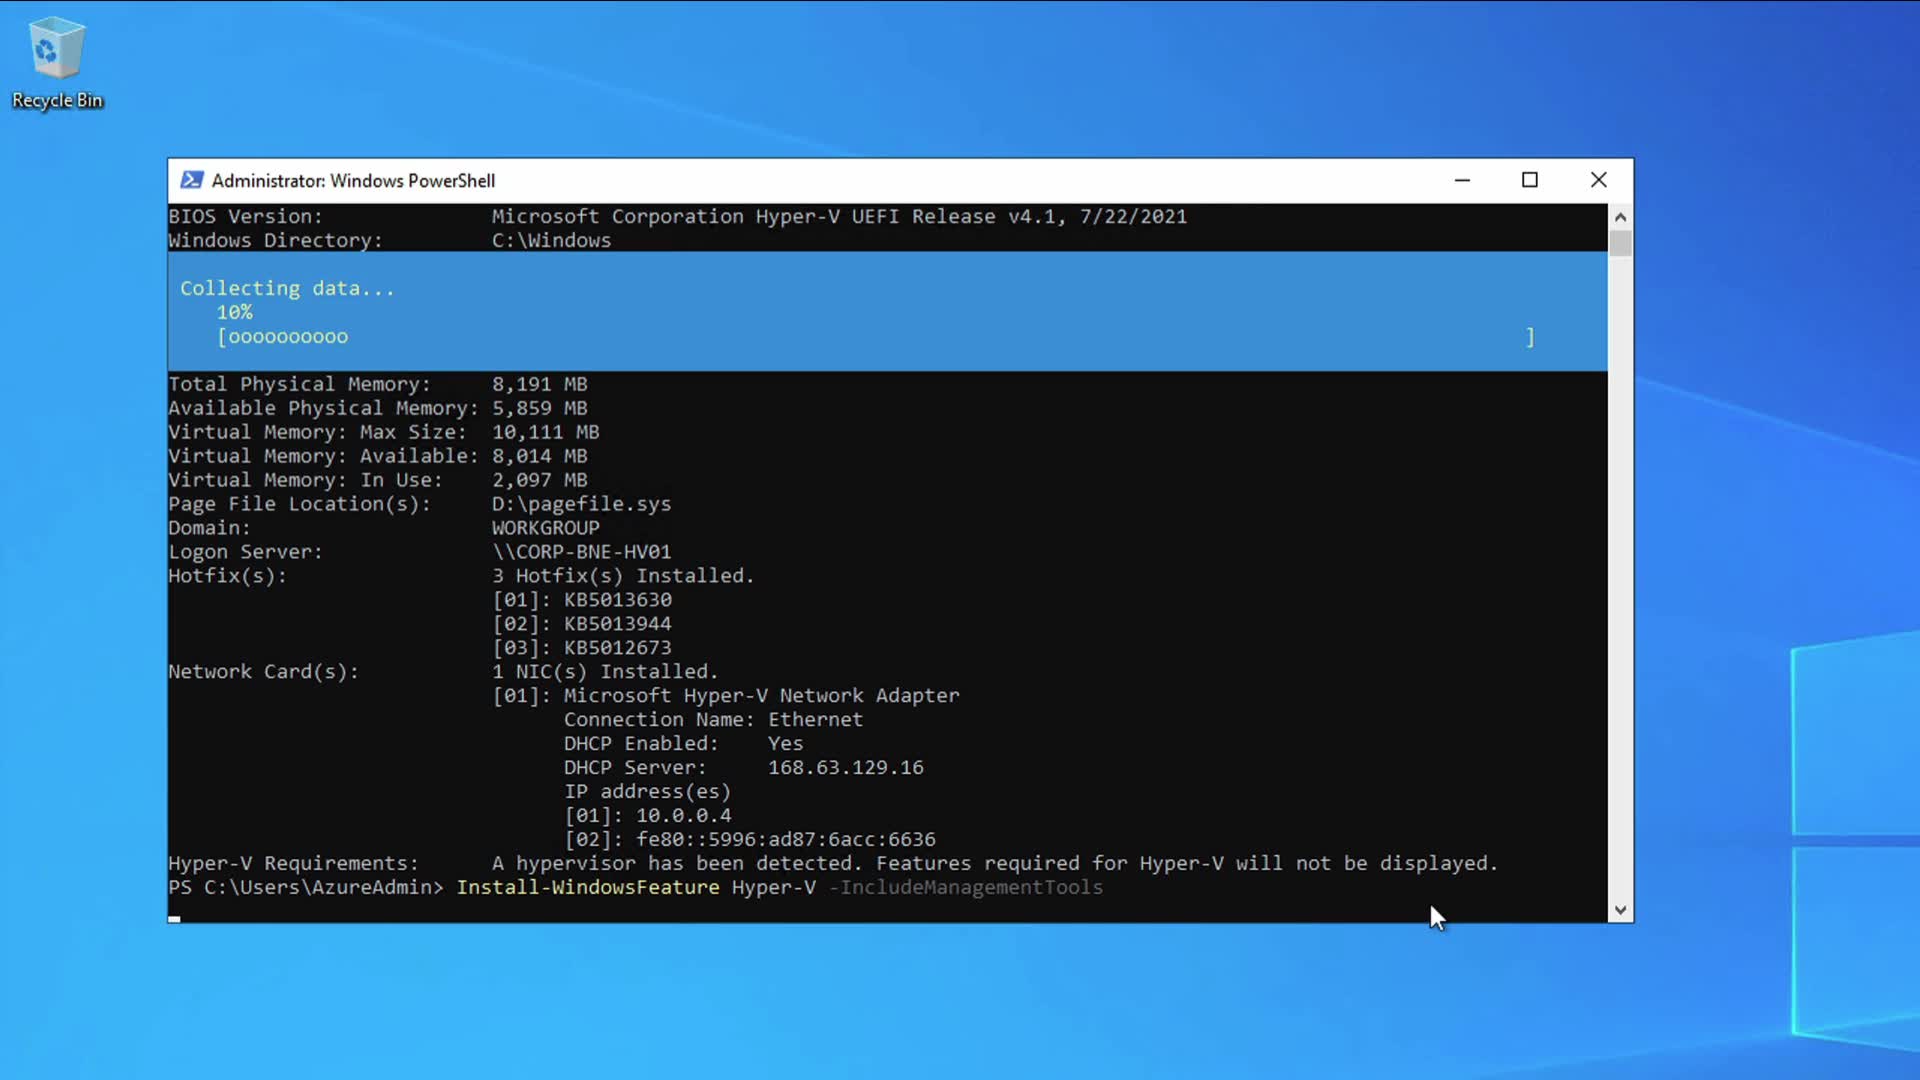 Recycle Bin
Administrator: Windows PowerShell
BIOS Version: Microsoft Corporation Hyper-V UEFI Release v4.1, 7/22/2021
Windows Directory: C:\Windows
Collecting data...
10%
[oooooooooo ]
Total Physical Memory: 8,191 MB
Available Physical Memory: 5,859 MB
Virtual Memory: Max Size: 10,111 MB
Virtual Memory: Available: 8,014 MB
Virtual Memory: In Use: 2,097 MB
Page File Location(s): D:\pagefile.sys
Domain: WORKGROUP
Logon Server: \\CORP-BNE-HV01
Hotfix(s): 3 Hotfix(s) Installed.
[01]: KB5013630
[02]: KB5013944
[03]: KB5012673
Network Card(s): 1 NIC(s) Installed.
[01]: Microsoft Hyper-V Network Adapter
Connection Name: Ethernet
DHCP Enabled: Yes
DHCP Server: 168.63.129.16
IP address(es)
[01]: 10.0.0.4
[02]: fe80::5996:ad87:6acc:6636
Hyper-V Requirements: A hypervisor has been detected. Features required for Hyper-V will not be displayed.
PS C:\Users\AzureAdmin> Install-WindowsFeature Hyper-V -IncludeManagementTools